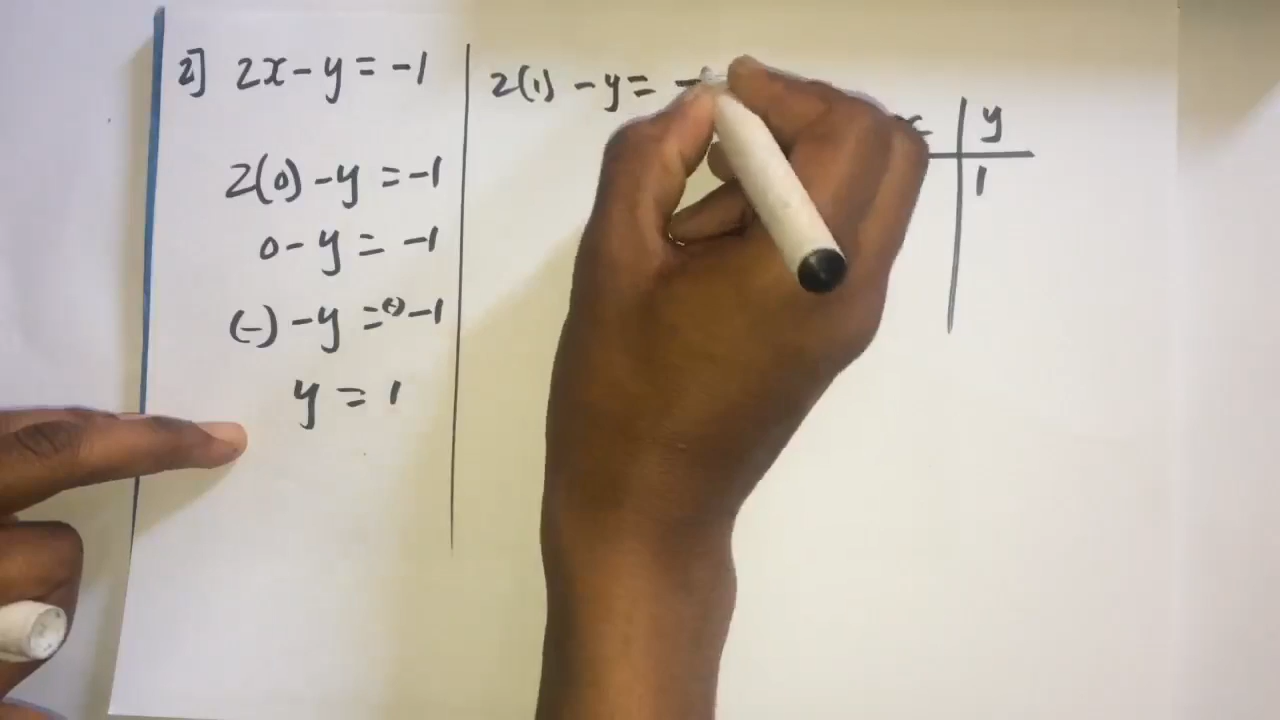 2] 2x - y = -1
2(0) - y = -1
0 - y = -1
(-) - y = (-) -1
y = 1
2(1) - y = -
y
1